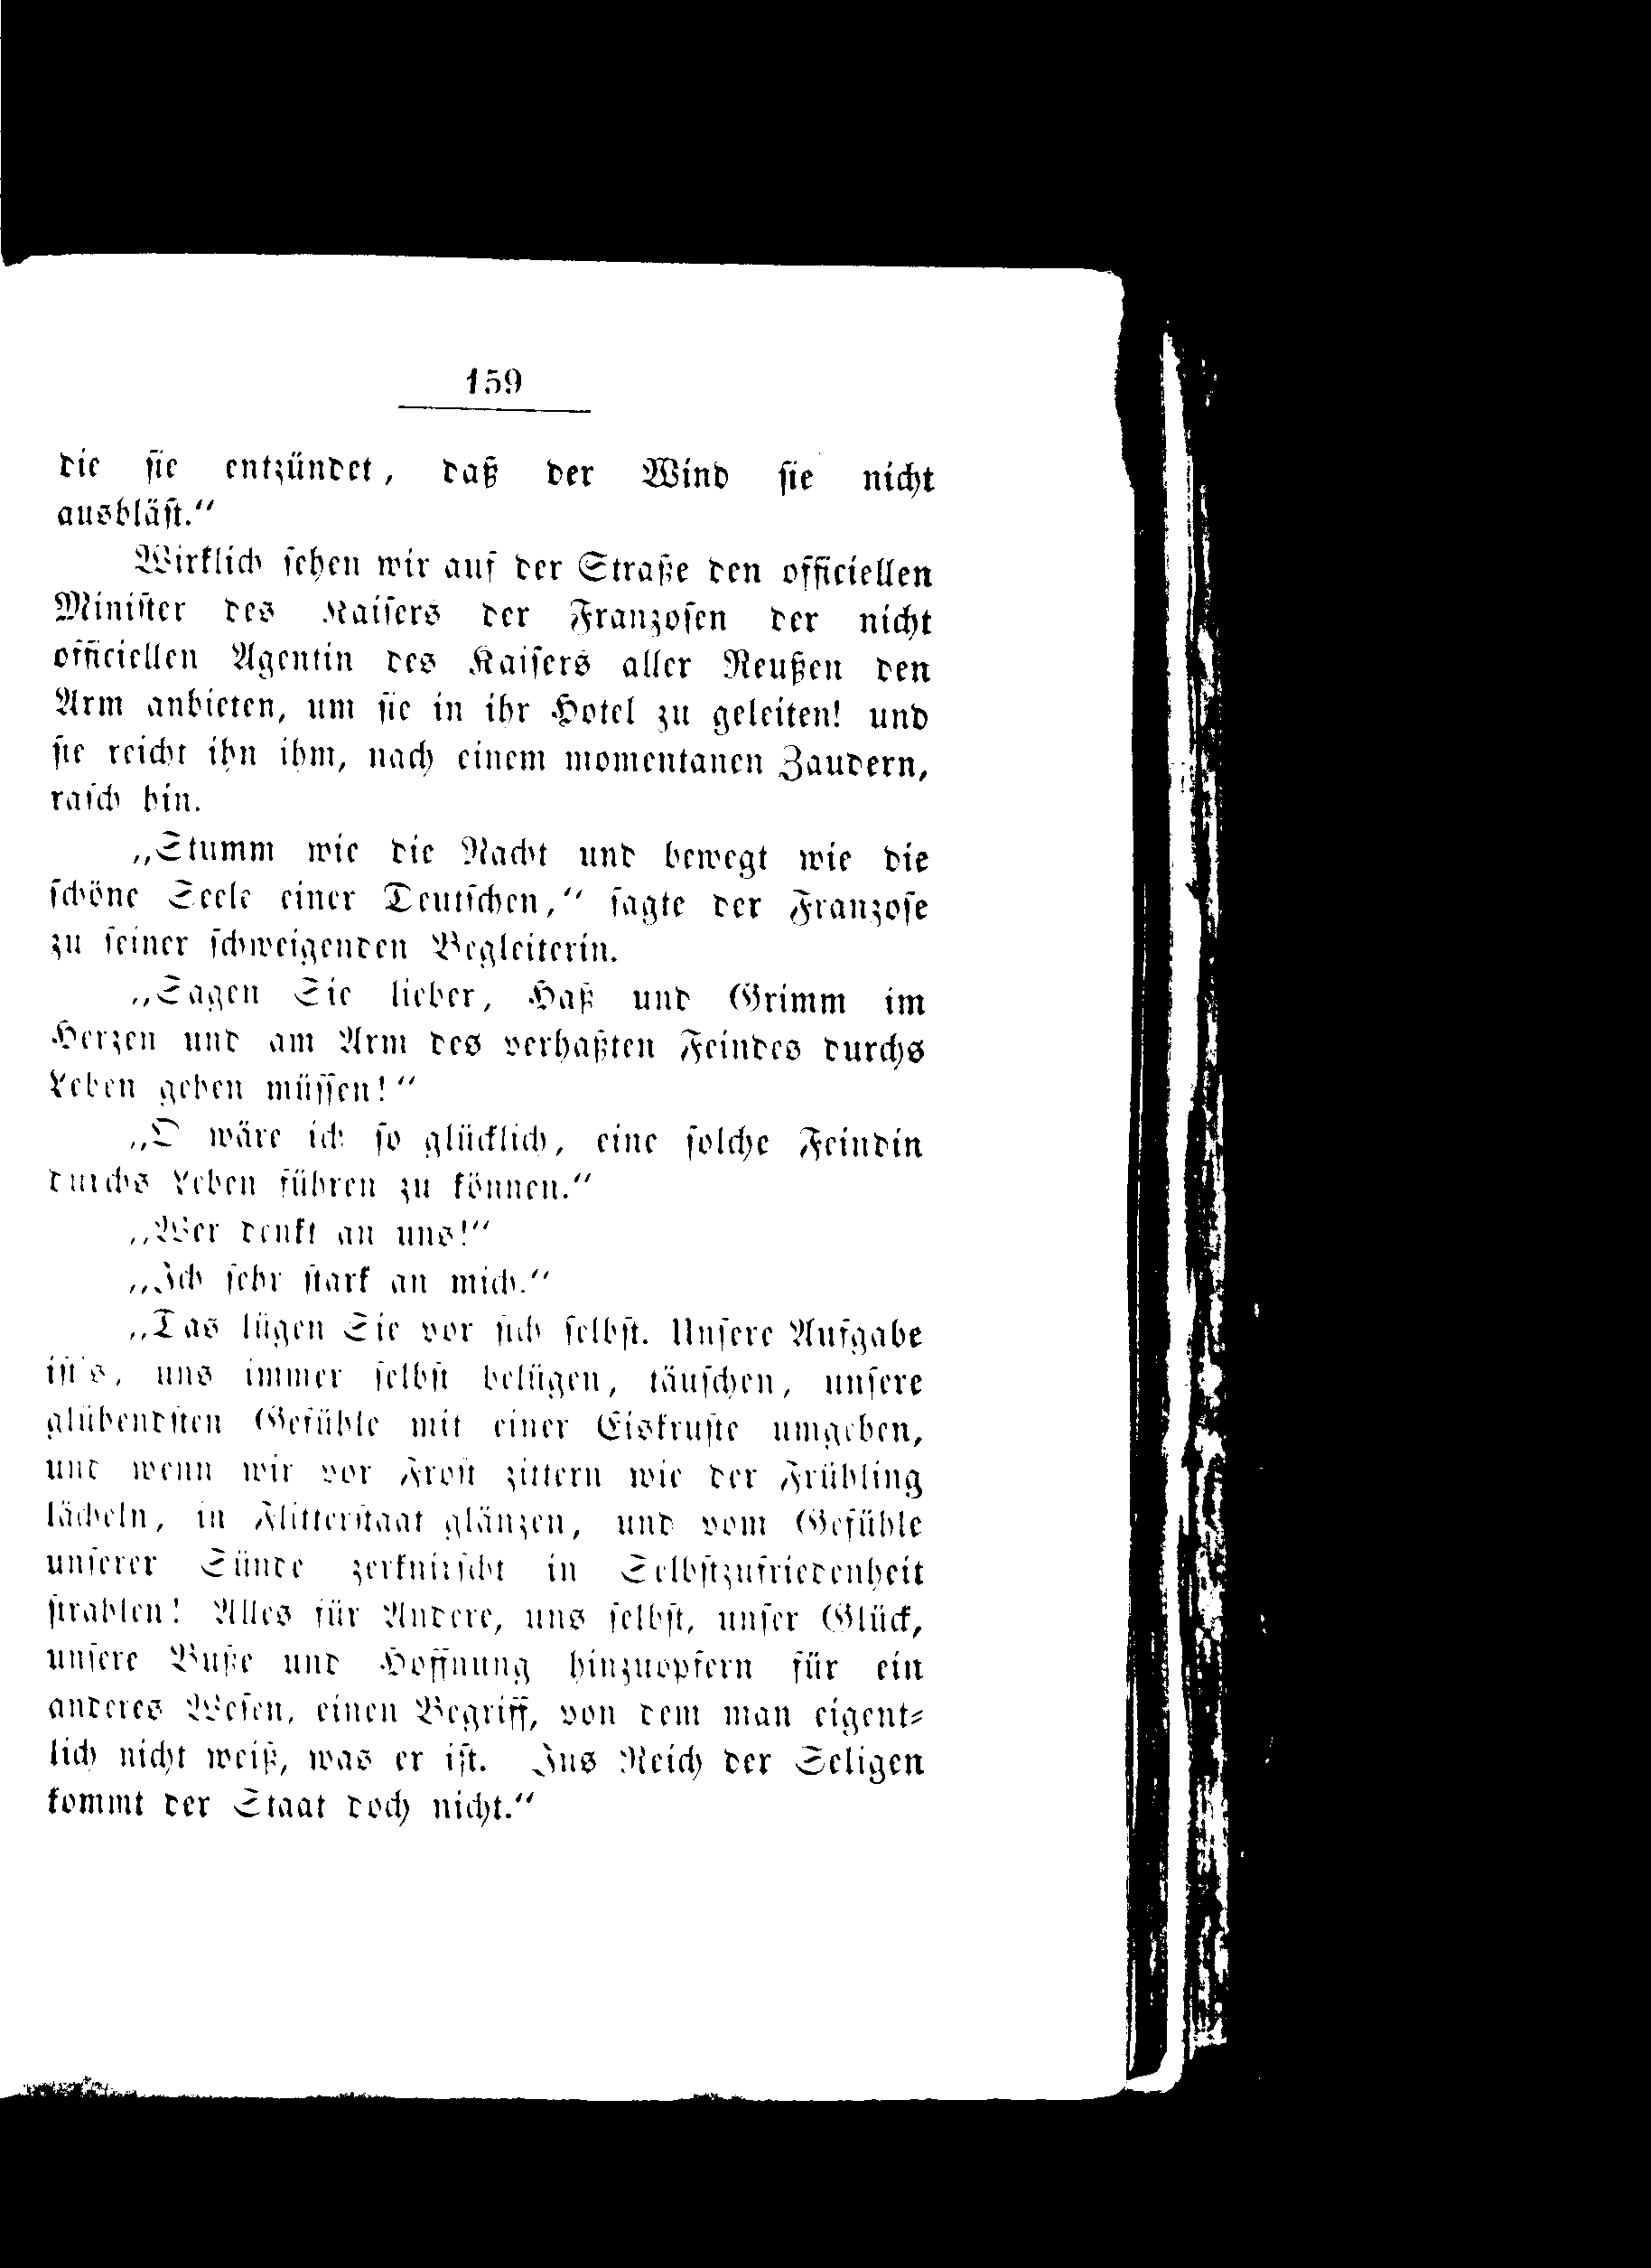 159
die sie entzündet, daß der Wind sie nicht
ausbläst.“
Wirklich sehen wir auf der Straße den officiellen
Minister des Kaisers der Franzosen der nicht
officiellen Agentin des Kaisers aller Reußen den
Arm anbieten, um sie in ihr Hotel zu geleiten! und
sie reicht ihn ihm, nach einem momentanen Zaudern,
rasch hin.
„Stumm wie die Nacht und bewegt wie die
schöne Seele einer Deutschen,“ sagte der Franzose
zu seiner schweigenden Begleiterin.
„Sagen Sie lieber, Haß und Grimm im
Herzen und am Arm des verhaßten Feindes durchs
Leben gehen müssen!“
„O wäre ich so glücklich, eine solche Feindin
durchs Leben führen zu können.“
„Wer denkt an uns!“
„Ich sehr stark an mich.“
„Das lügen Sie vor sich selbst. Unsere Aufgabe
ist's, uns immer selbst belügen, täuschen, unsere
glühendsten Gefühle mit einer Eiskruste umgeben,
und wenn wir vor Frost zittern wie der Frühling
lächeln, in Flitterstaat glänzen, und vom Gefühle
unserer Sünde zerknirscht in Selbstzufriedenheit
strahlen! Alles für Andere, uns selbst, unser Glück,
unsere Buße und Hoffnung hinzuopfern für ein
anderes Wesen, einen Begriff, von dem man eigent-
lich nicht weiß, was er ist. Ins Reich der Seligen
kommt der Staat doch nicht.“